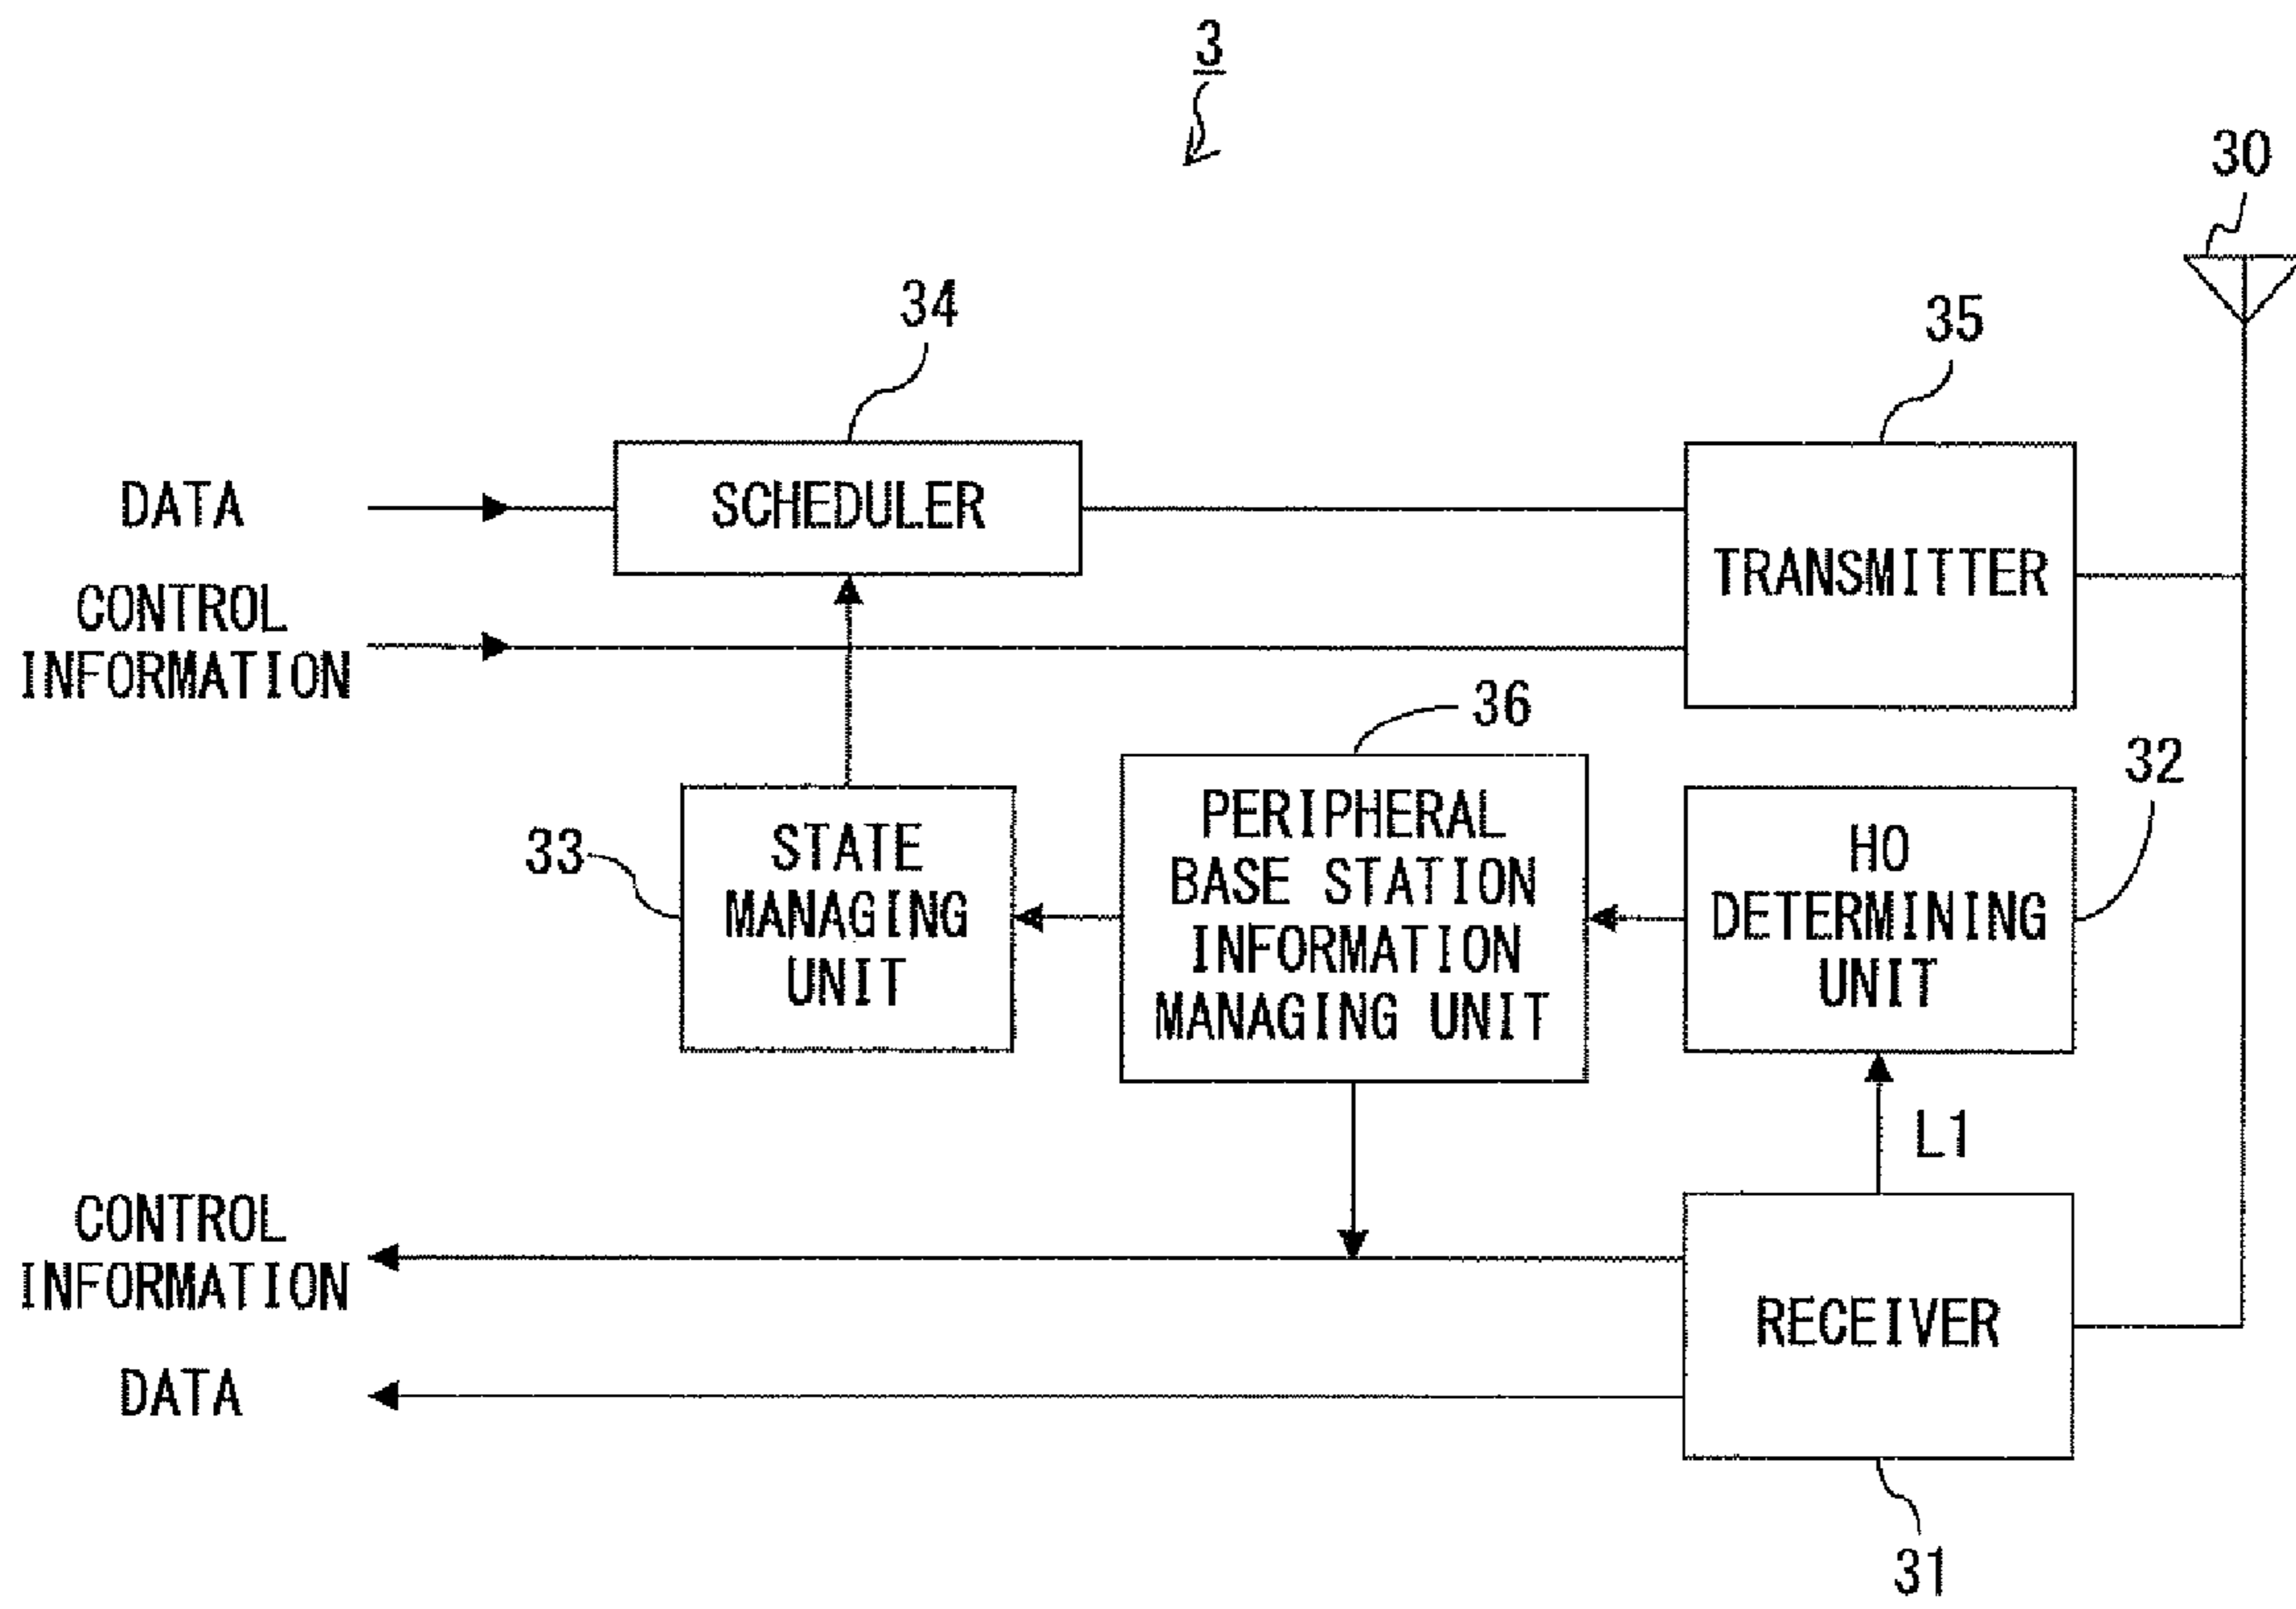 3
30
34
35
DATA
SCHEDULER
TRANSMITTER
CONTROL
INFORMATION
36
32
33
STATE
MANAGING
UNIT
PERIPHERAL
BASE STATION
INFORMATION
MANAGING UNIT
HO
DETERMINING
UNIT
L1
CONTROL
INFORMATION
RECEIVER
DATA
31